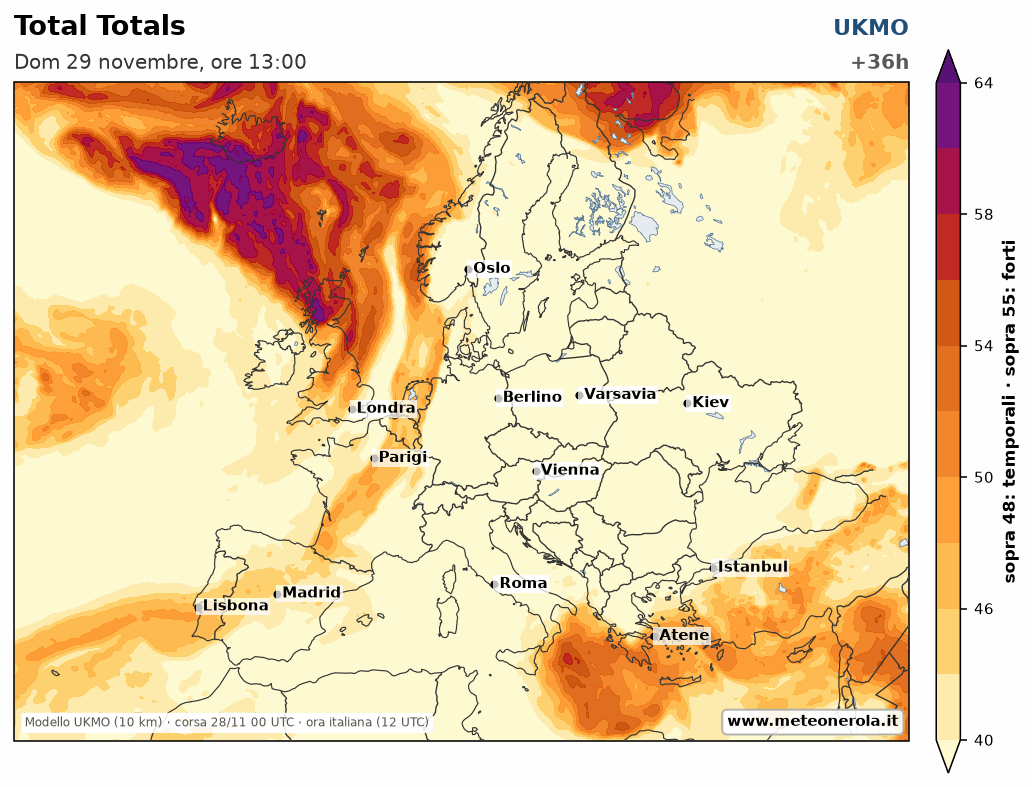 Total Totals
UKMO
Dom 29 novembre, ore 13:00
+36h
64
58
54
50
46
40
sopra 48: temporali · sopra 55: forti
Oslo
Berlino
Varsavia
Kiev
Londra
Parigi
Vienna
Istanbul
Roma
Madrid
Lisbona
Atene
Modello UKMO (10 km) · corsa 28/11 00 UTC · ora italiana (12 UTC)
www.meteonerola.it